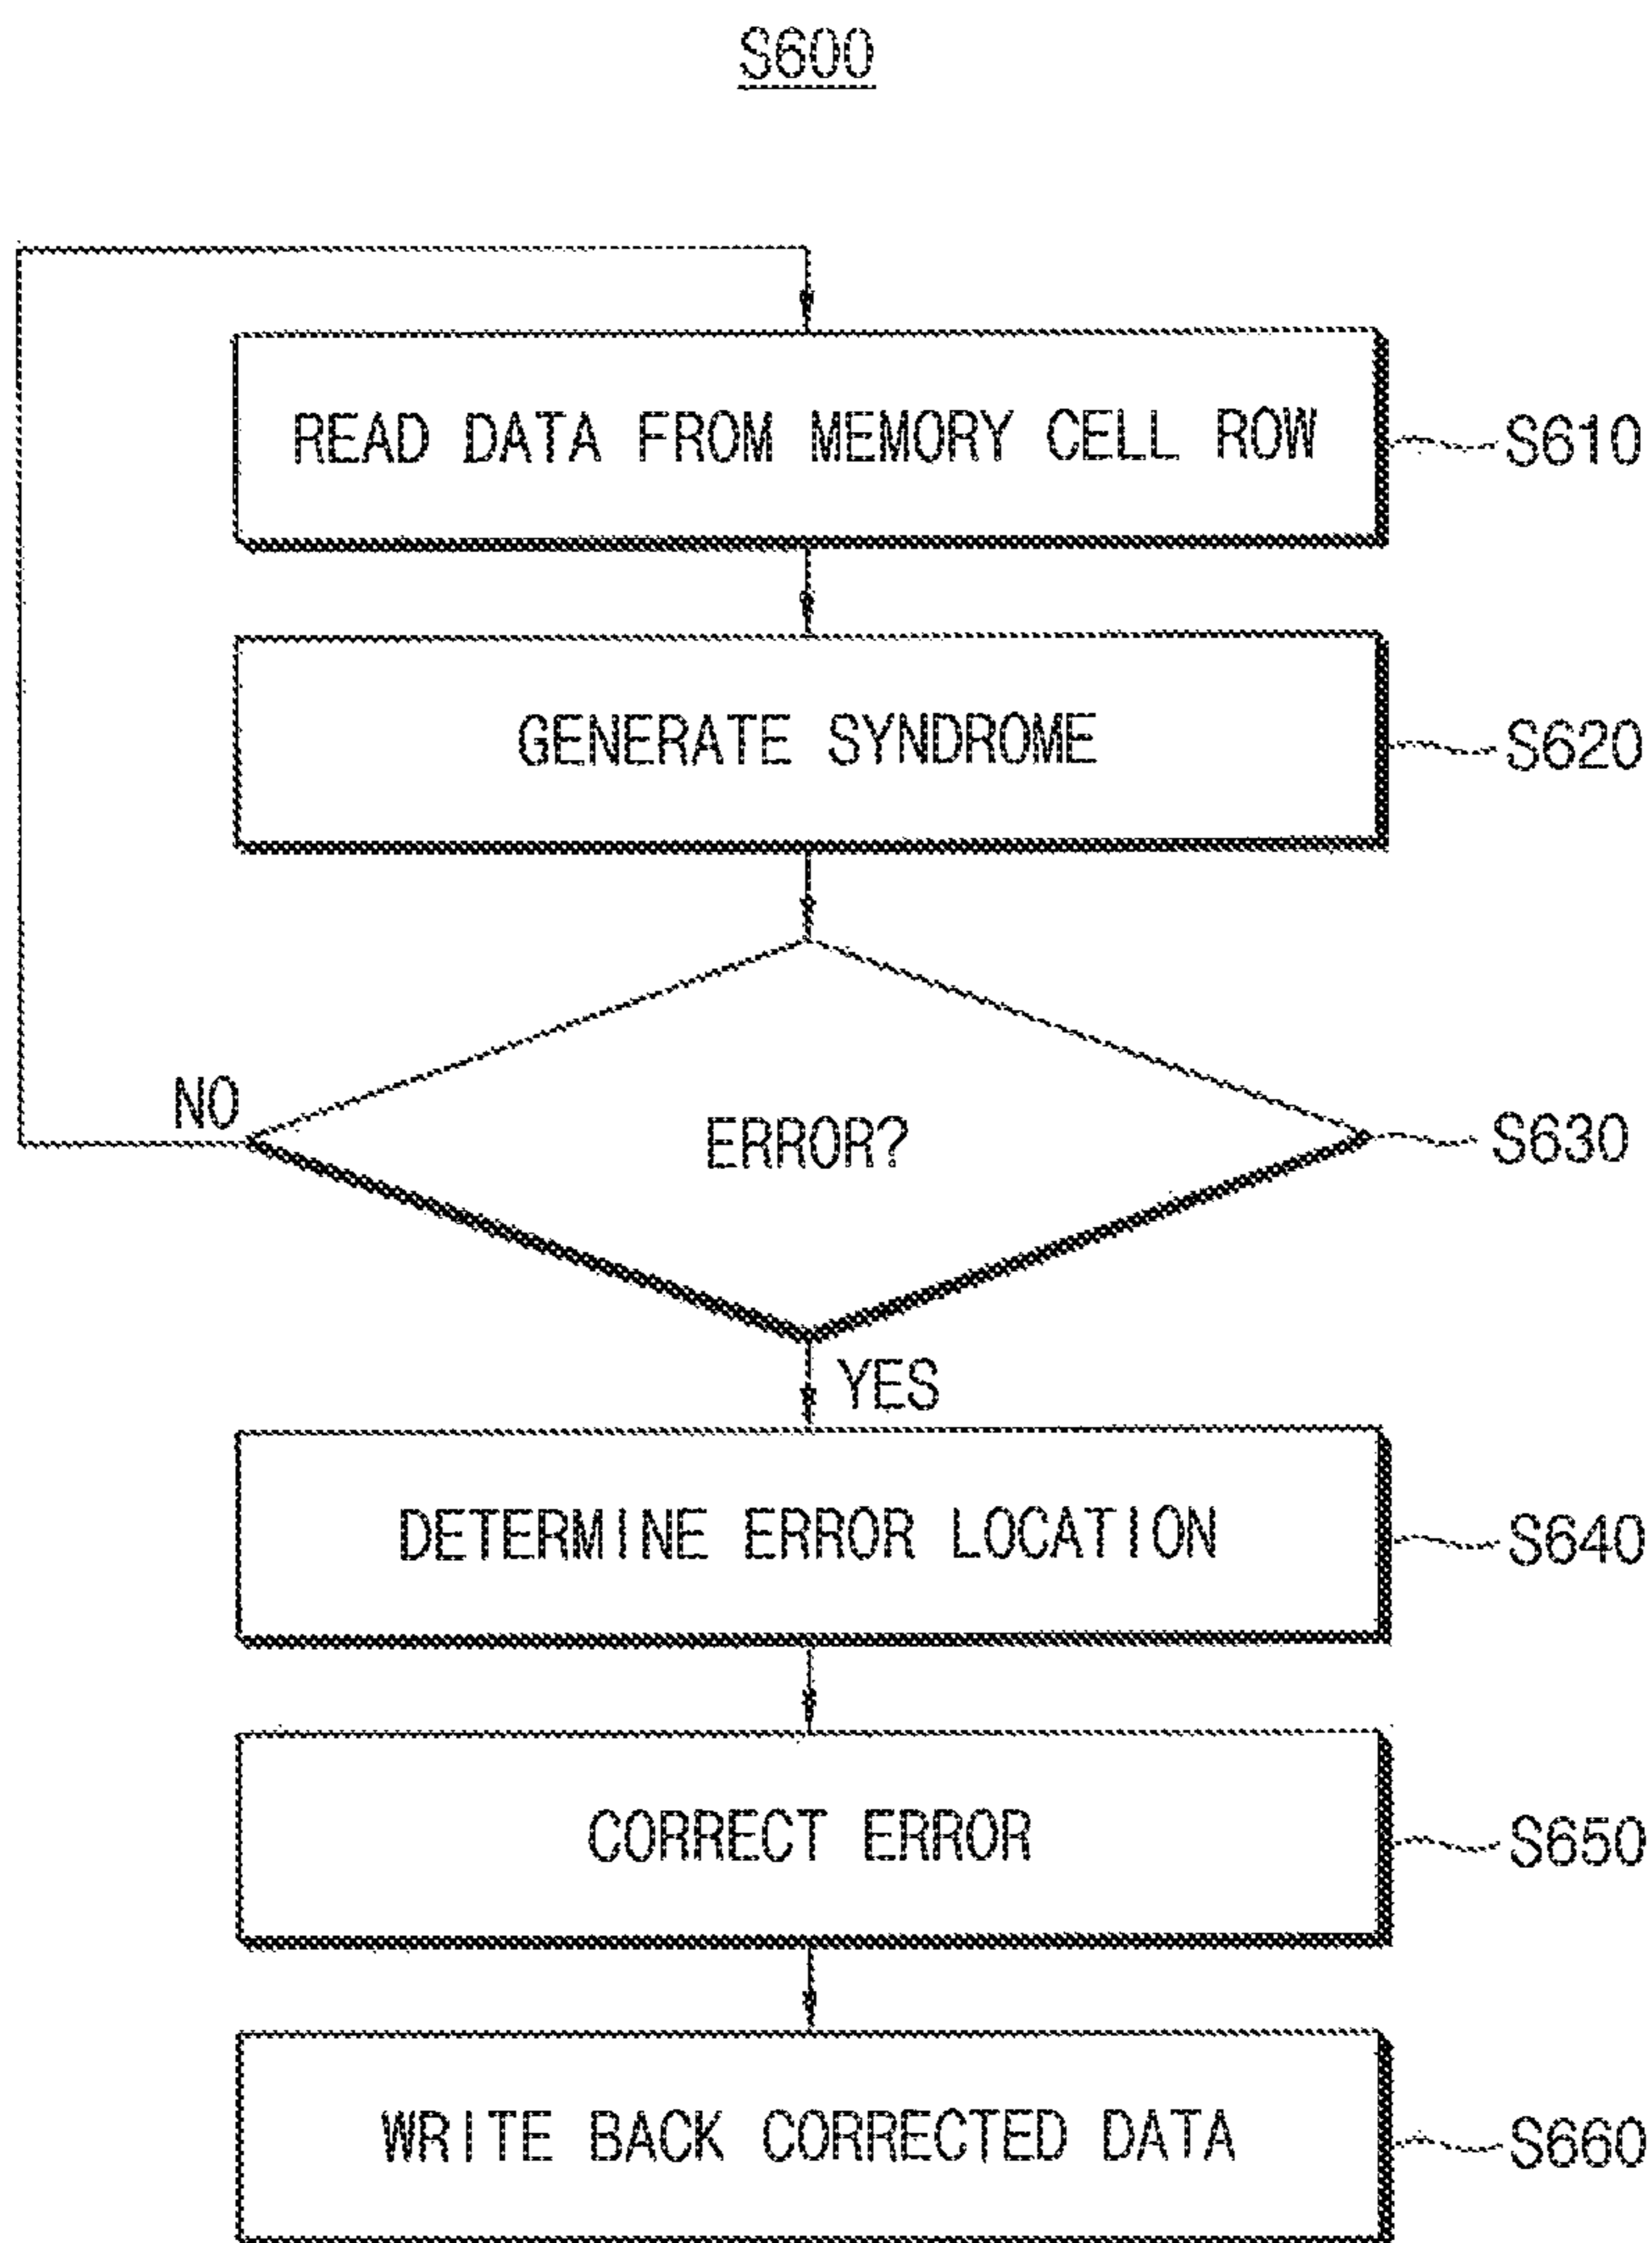 S600
READ DATA FROM MEMORY CELL ROW
S610
GENERATE SYNDROME
S620
NO
ERROR?
S630
YES
DETERMINE ERROR LOCATION
S640
CORRECT ERROR
S650
WRITE BACK CORRECTED DATA
S660